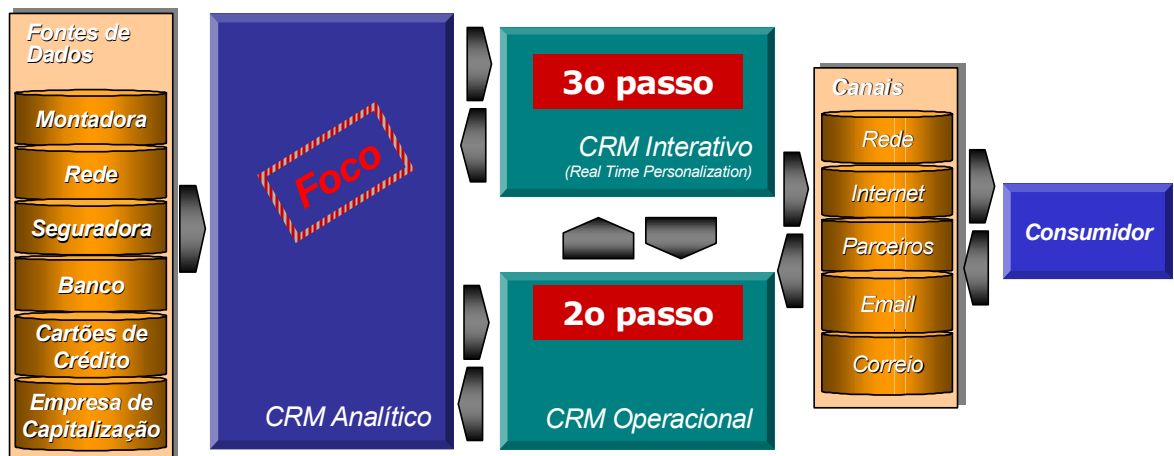 Fontes de
Dados
Montadora
Rede
Seguradora
Banco
Cartões de
Crédito
Empresa de
Capitalização
Foco
CRM Analítico
3o passo
CRM Interativo
(Real Time Personalization)
2o passo
CRM Operacional
Canais
Rede
Internet
Parceiros
Email
Correio
Consumidor